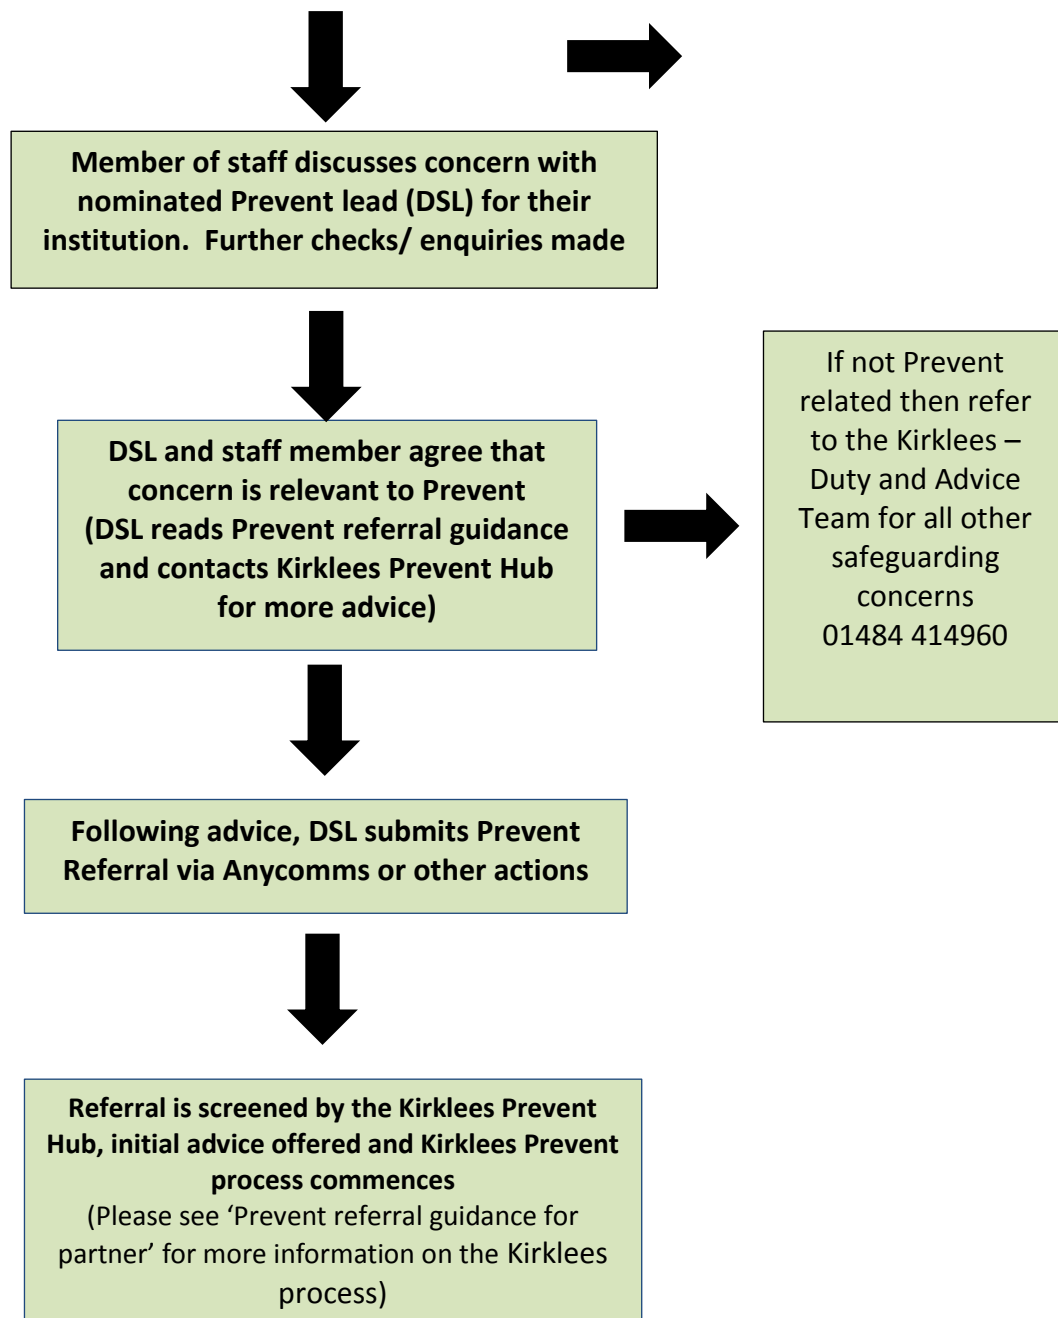 Member of staff discusses concern with
nominated Prevent lead (DSL) for their
institution.  Further checks/ enquiries made
DSL and staff member agree that
concern is relevant to Prevent
(DSL reads Prevent referral guidance
and contacts Kirklees Prevent Hub
for more advice)
If not Prevent
related then refer
to the Kirklees –
Duty and Advice
Team for all other
safeguarding
concerns
01484 414960
Following advice, DSL submits Prevent
Referral via Anycomms or other actions
Referral is screened by the Kirklees Prevent
Hub, initial advice offered and Kirklees Prevent
process commences
(Please see ‘Prevent referral guidance for
partner’ for more information on the Kirklees
process)